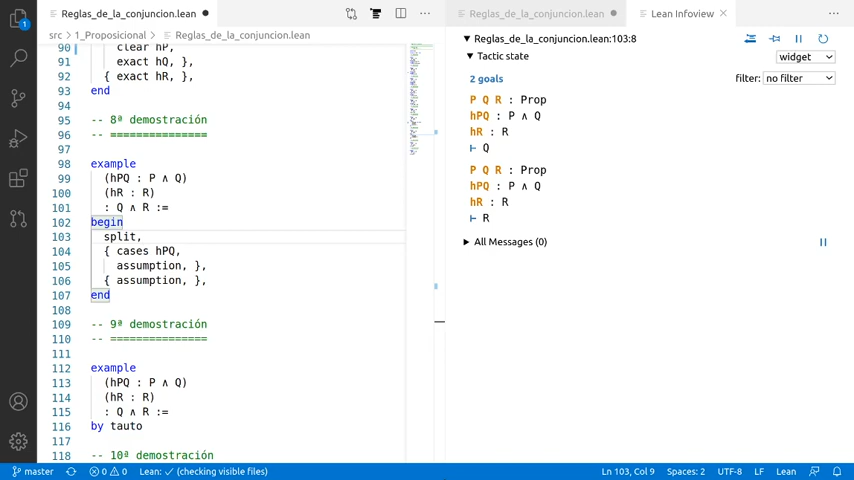 Reglas_de_la_conjuncion.lean
Reglas_de_la_conjuncion.lean
Lean Infoview
src > 1_Proposicional > Reglas_de_la_conjuncion.lean
90 clear hP,
91 exact hQ, },
92 { exact hR, },
93 end
94
95 -- 8ª demostración
96 -- ===============
97
98 example
99 (hPQ : P ∧ Q)
100 (hR : R)
101 : Q ∧ R :=
102 begin
103 split,
104 { cases hPQ,
105 assumption, },
106 { assumption, },
107 end
108
109 -- 9ª demostración
110 -- ===============
111
112 example
113 (hPQ : P ∧ Q)
114 (hR : R)
115 : Q ∧ R :=
116 by tauto
117
118 -- 10ª demostración
Reglas_de_la_conjuncion.lean:103:8
Tactic state
widget
2 goals
filter: no filter
P Q R : Prop
hPQ : P ∧ Q
hR : R
⊢ Q
P Q R : Prop
hPQ : P ∧ Q
hR : R
⊢ R
All Messages (0)
1
master
0 0
Lean: ✓ (checking visible files)
Ln 103, Col 9
Spaces: 2
UTF-8
LF
Lean